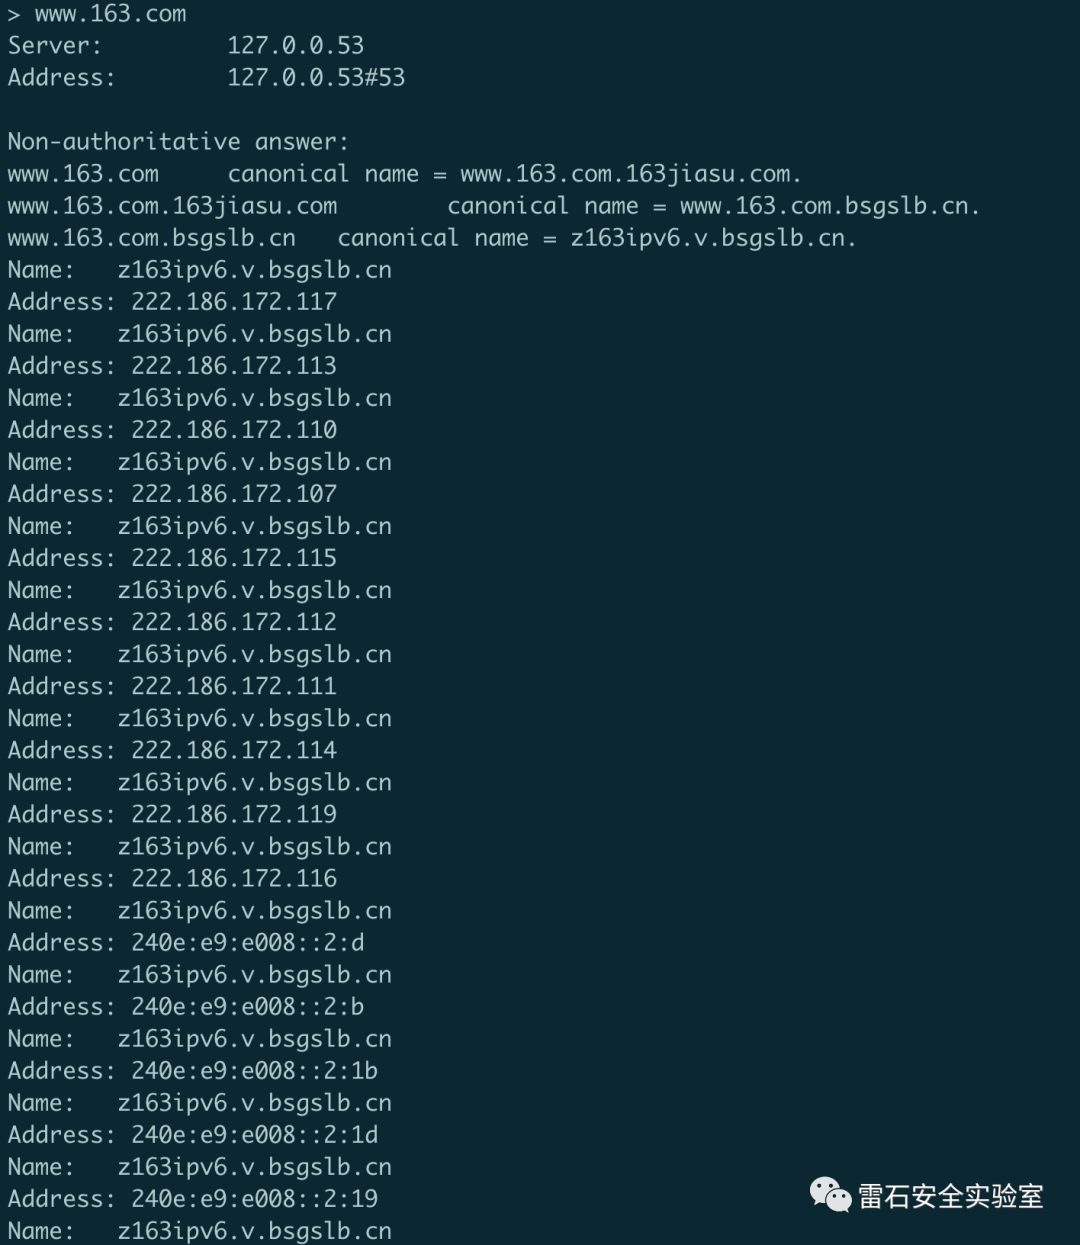 > www.163.com
Server: 127.0.0.53
Address: 127.0.0.53#53
Non-authoritative answer:
www.163.com canonical name = www.163.com.163jiasu.com.
www.163.com.163jiasu.com canonical name = www.163.com.bsgslb.cn.
www.163.com.bsgslb.cn canonical name = z163ipv6.v.bsgslb.cn.
Name: z163ipv6.v.bsgslb.cn
Address: 222.186.172.117
Name: z163ipv6.v.bsgslb.cn
Address: 222.186.172.113
Name: z163ipv6.v.bsgslb.cn
Address: 222.186.172.110
Name: z163ipv6.v.bsgslb.cn
Address: 222.186.172.107
Name: z163ipv6.v.bsgslb.cn
Address: 222.186.172.115
Name: z163ipv6.v.bsgslb.cn
Address: 222.186.172.112
Name: z163ipv6.v.bsgslb.cn
Address: 222.186.172.111
Name: z163ipv6.v.bsgslb.cn
Address: 222.186.172.114
Name: z163ipv6.v.bsgslb.cn
Address: 222.186.172.119
Name: z163ipv6.v.bsgslb.cn
Address: 222.186.172.116
Name: z163ipv6.v.bsgslb.cn
Address: 240e:e9:e008::2:d
Name: z163ipv6.v.bsgslb.cn
Address: 240e:e9:e008::2:b
Name: z163ipv6.v.bsgslb.cn
Address: 240e:e9:e008::2:1b
Name: z163ipv6.v.bsgslb.cn
Address: 240e:e9:e008::2:1d
Name: z163ipv6.v.bsgslb.cn
Address: 240e:e9:e008::2:19
Name: z163ipv6.v.bsgslb.cn
雷石安全实验室